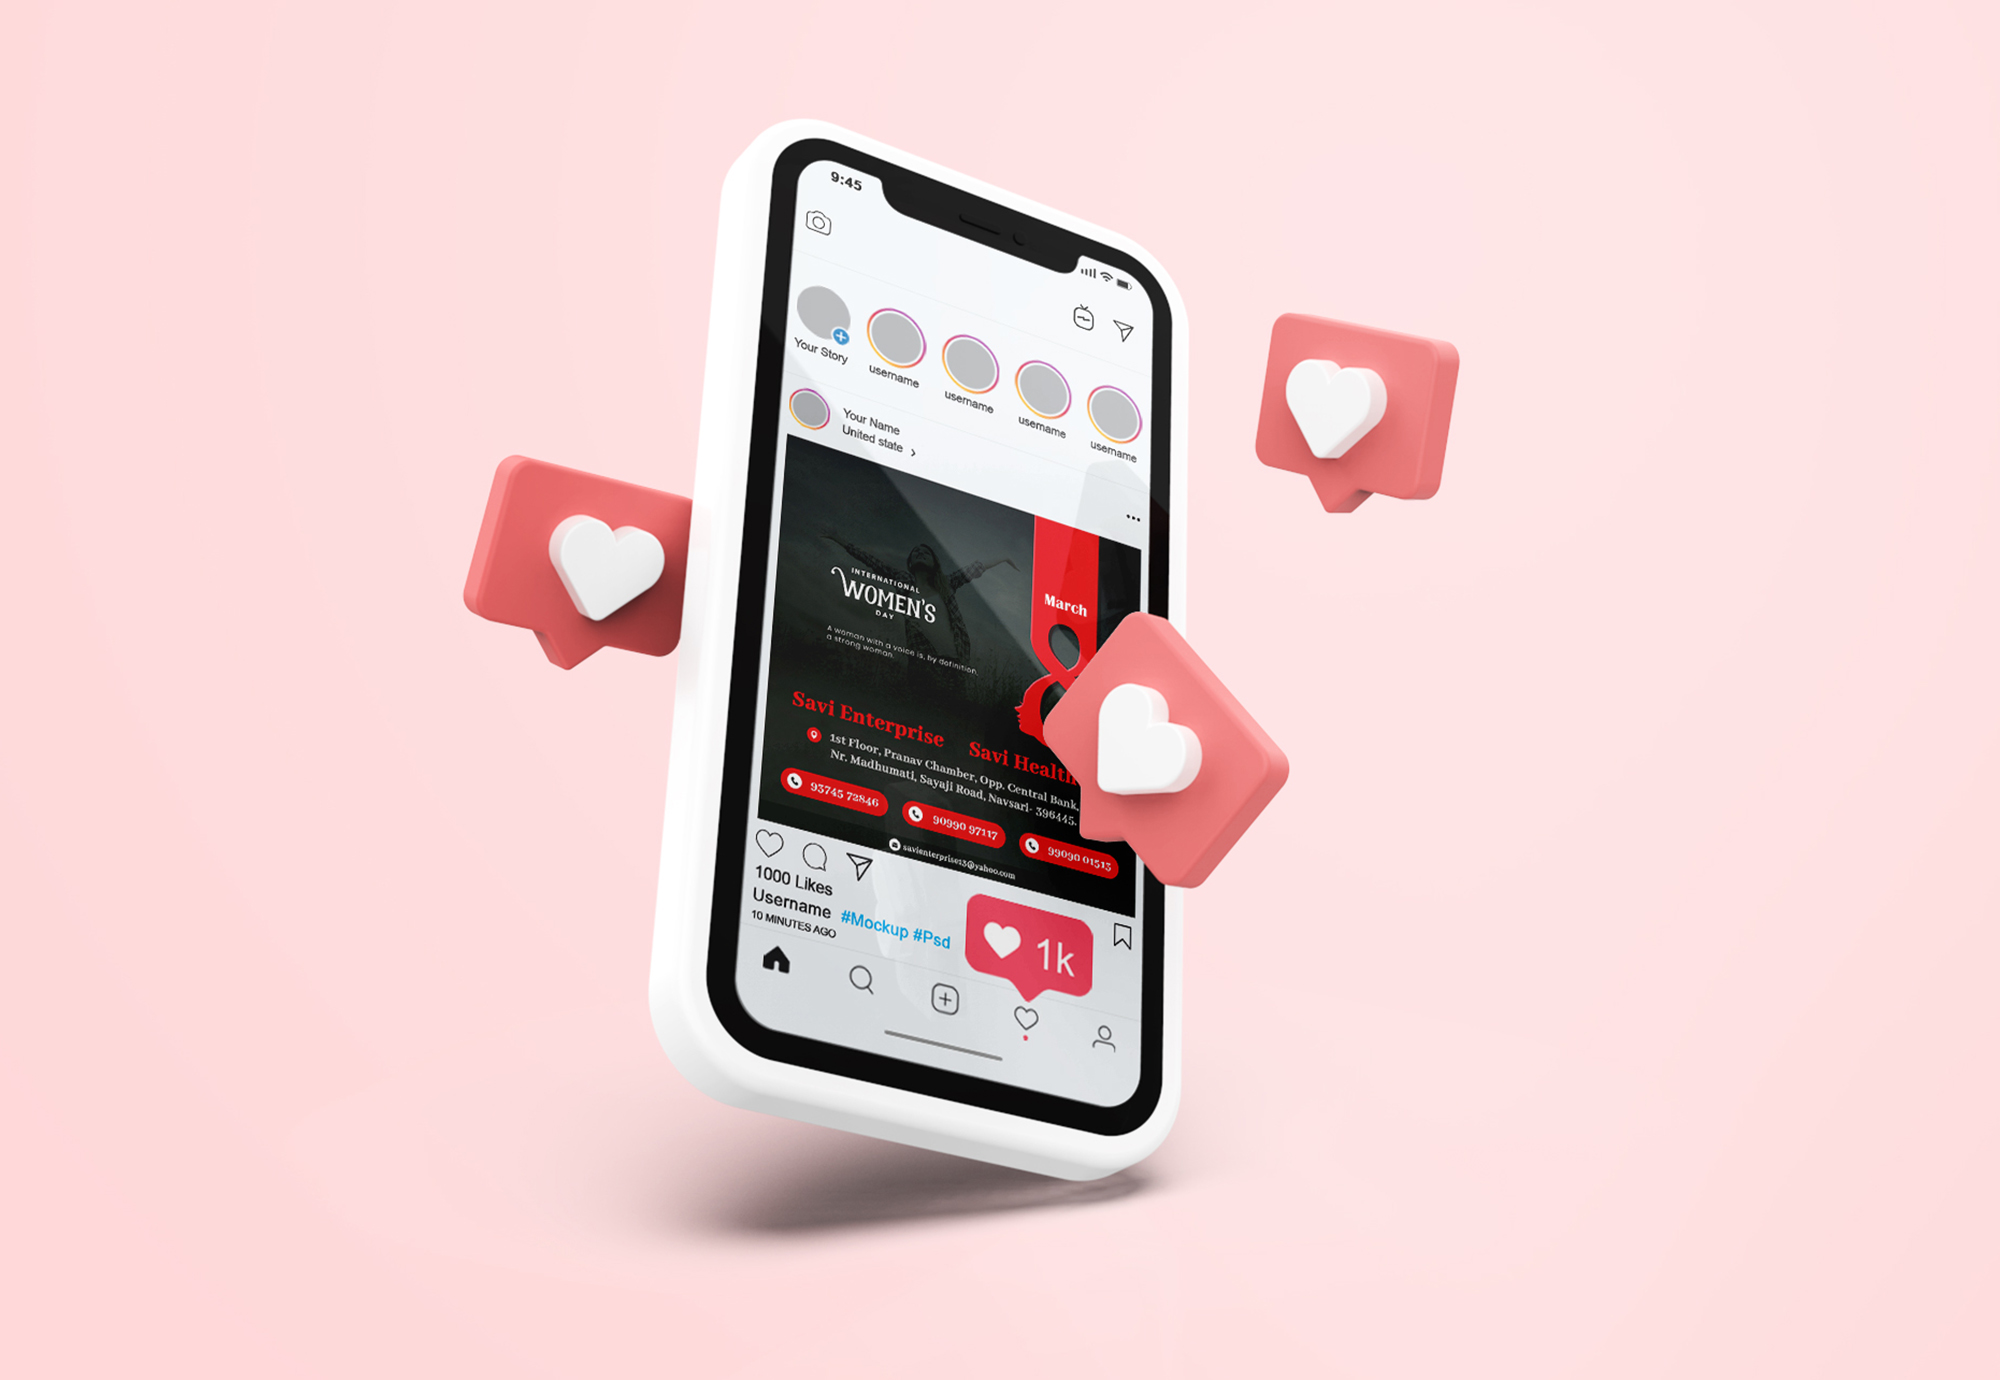 9:45
Your Story
username
username
username
username
Your Name
United state
INTERNATIONAL
WOMEN'S
DAY
A woman with a voice is, by definition,
a strong woman.
March
8
Savi Enterprise
Savi Health
1st Floor, Pranav Chamber, Opp. Central Bank,
Nr. Madhumati, Sayaji Road, Navsari- 396445.
93745 72846
90990 97117
99090 01513
savienterprise13@yahoo.com
1000 Likes
Username #Mockup #Psd
10 MINUTES AGO
1k